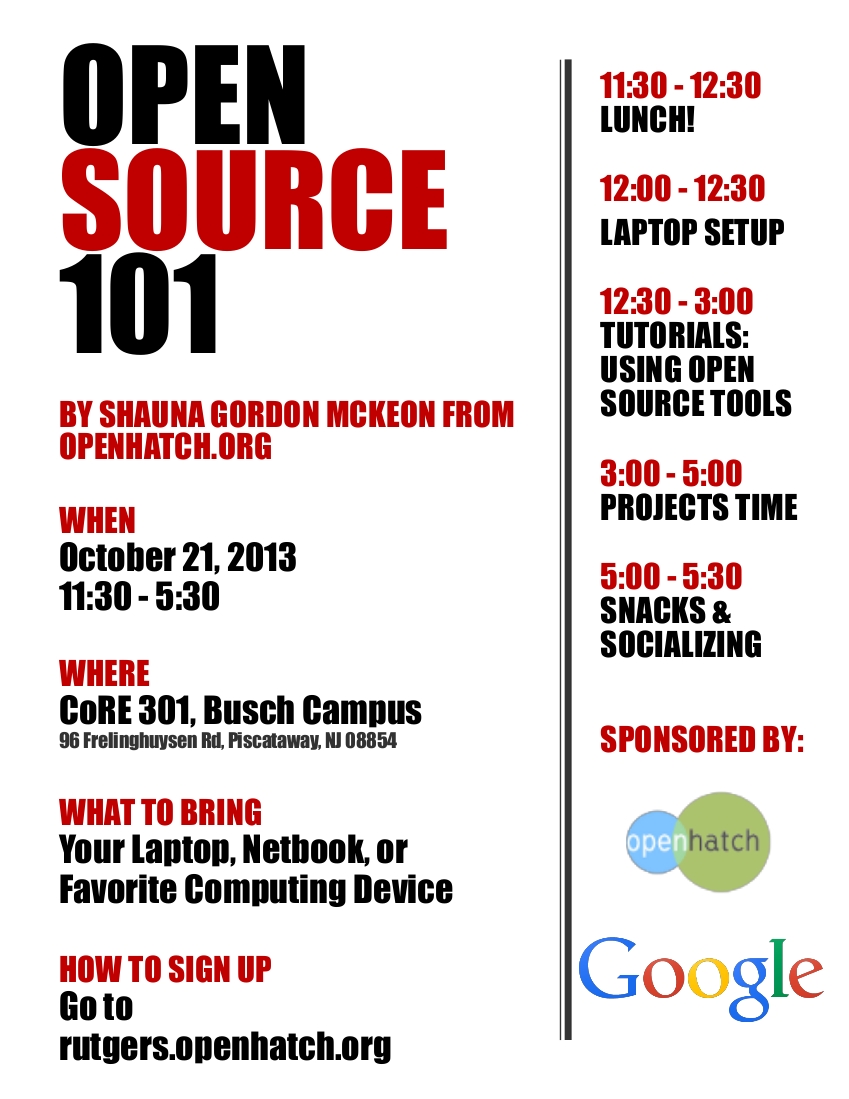 OPEN
SOURCE
101
BY SHAUNA GORDON MCKEON FROM
OPENHATCH.ORG
WHEN
October 21, 2013
11:30 - 5:30
WHERE
CoRE 301, Busch Campus
96 Frelinghuysen Rd, Piscataway, NJ 08854
WHAT TO BRING
Your Laptop, Netbook, or
Favorite Computing Device
HOW TO SIGN UP
Go to
rutgers.openhatch.org
11:30 - 12:30
LUNCH!
12:00 - 12:30
LAPTOP SETUP
12:30 - 3:00
TUTORIALS:
USING OPEN
SOURCE TOOLS
3:00 - 5:00
PROJECTS TIME
5:00 - 5:30
SNACKS &
SOCIALIZING
SPONSORED BY:
openhatch
Google